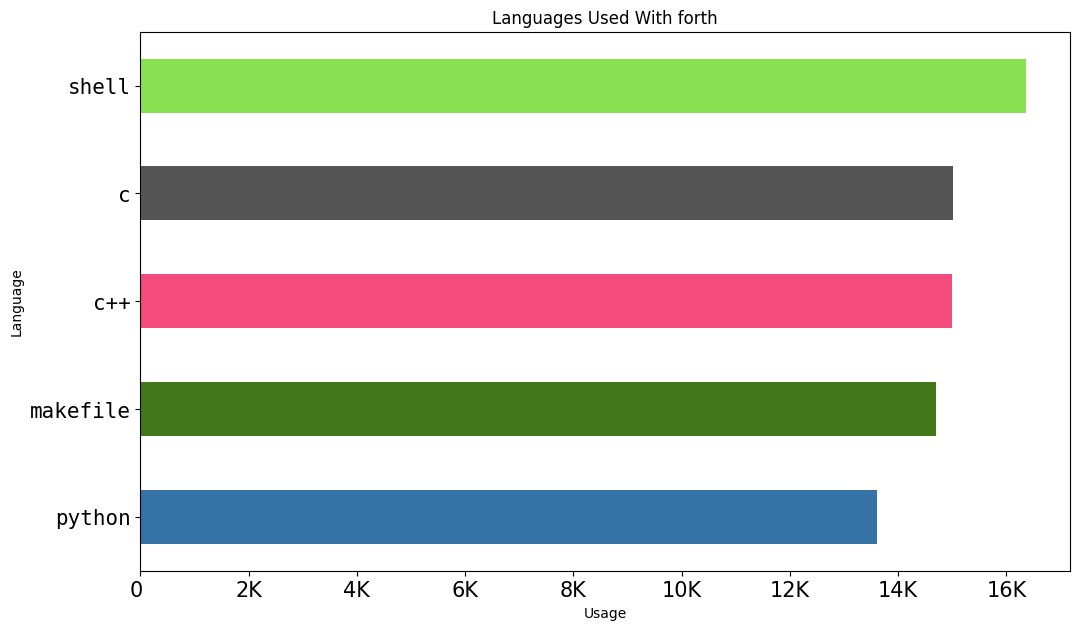 Languages Used With forth
shell
c
c++
makefile
python
Language
0 2K 4K 6K 8K 10K 12K 14K 16K
Usage